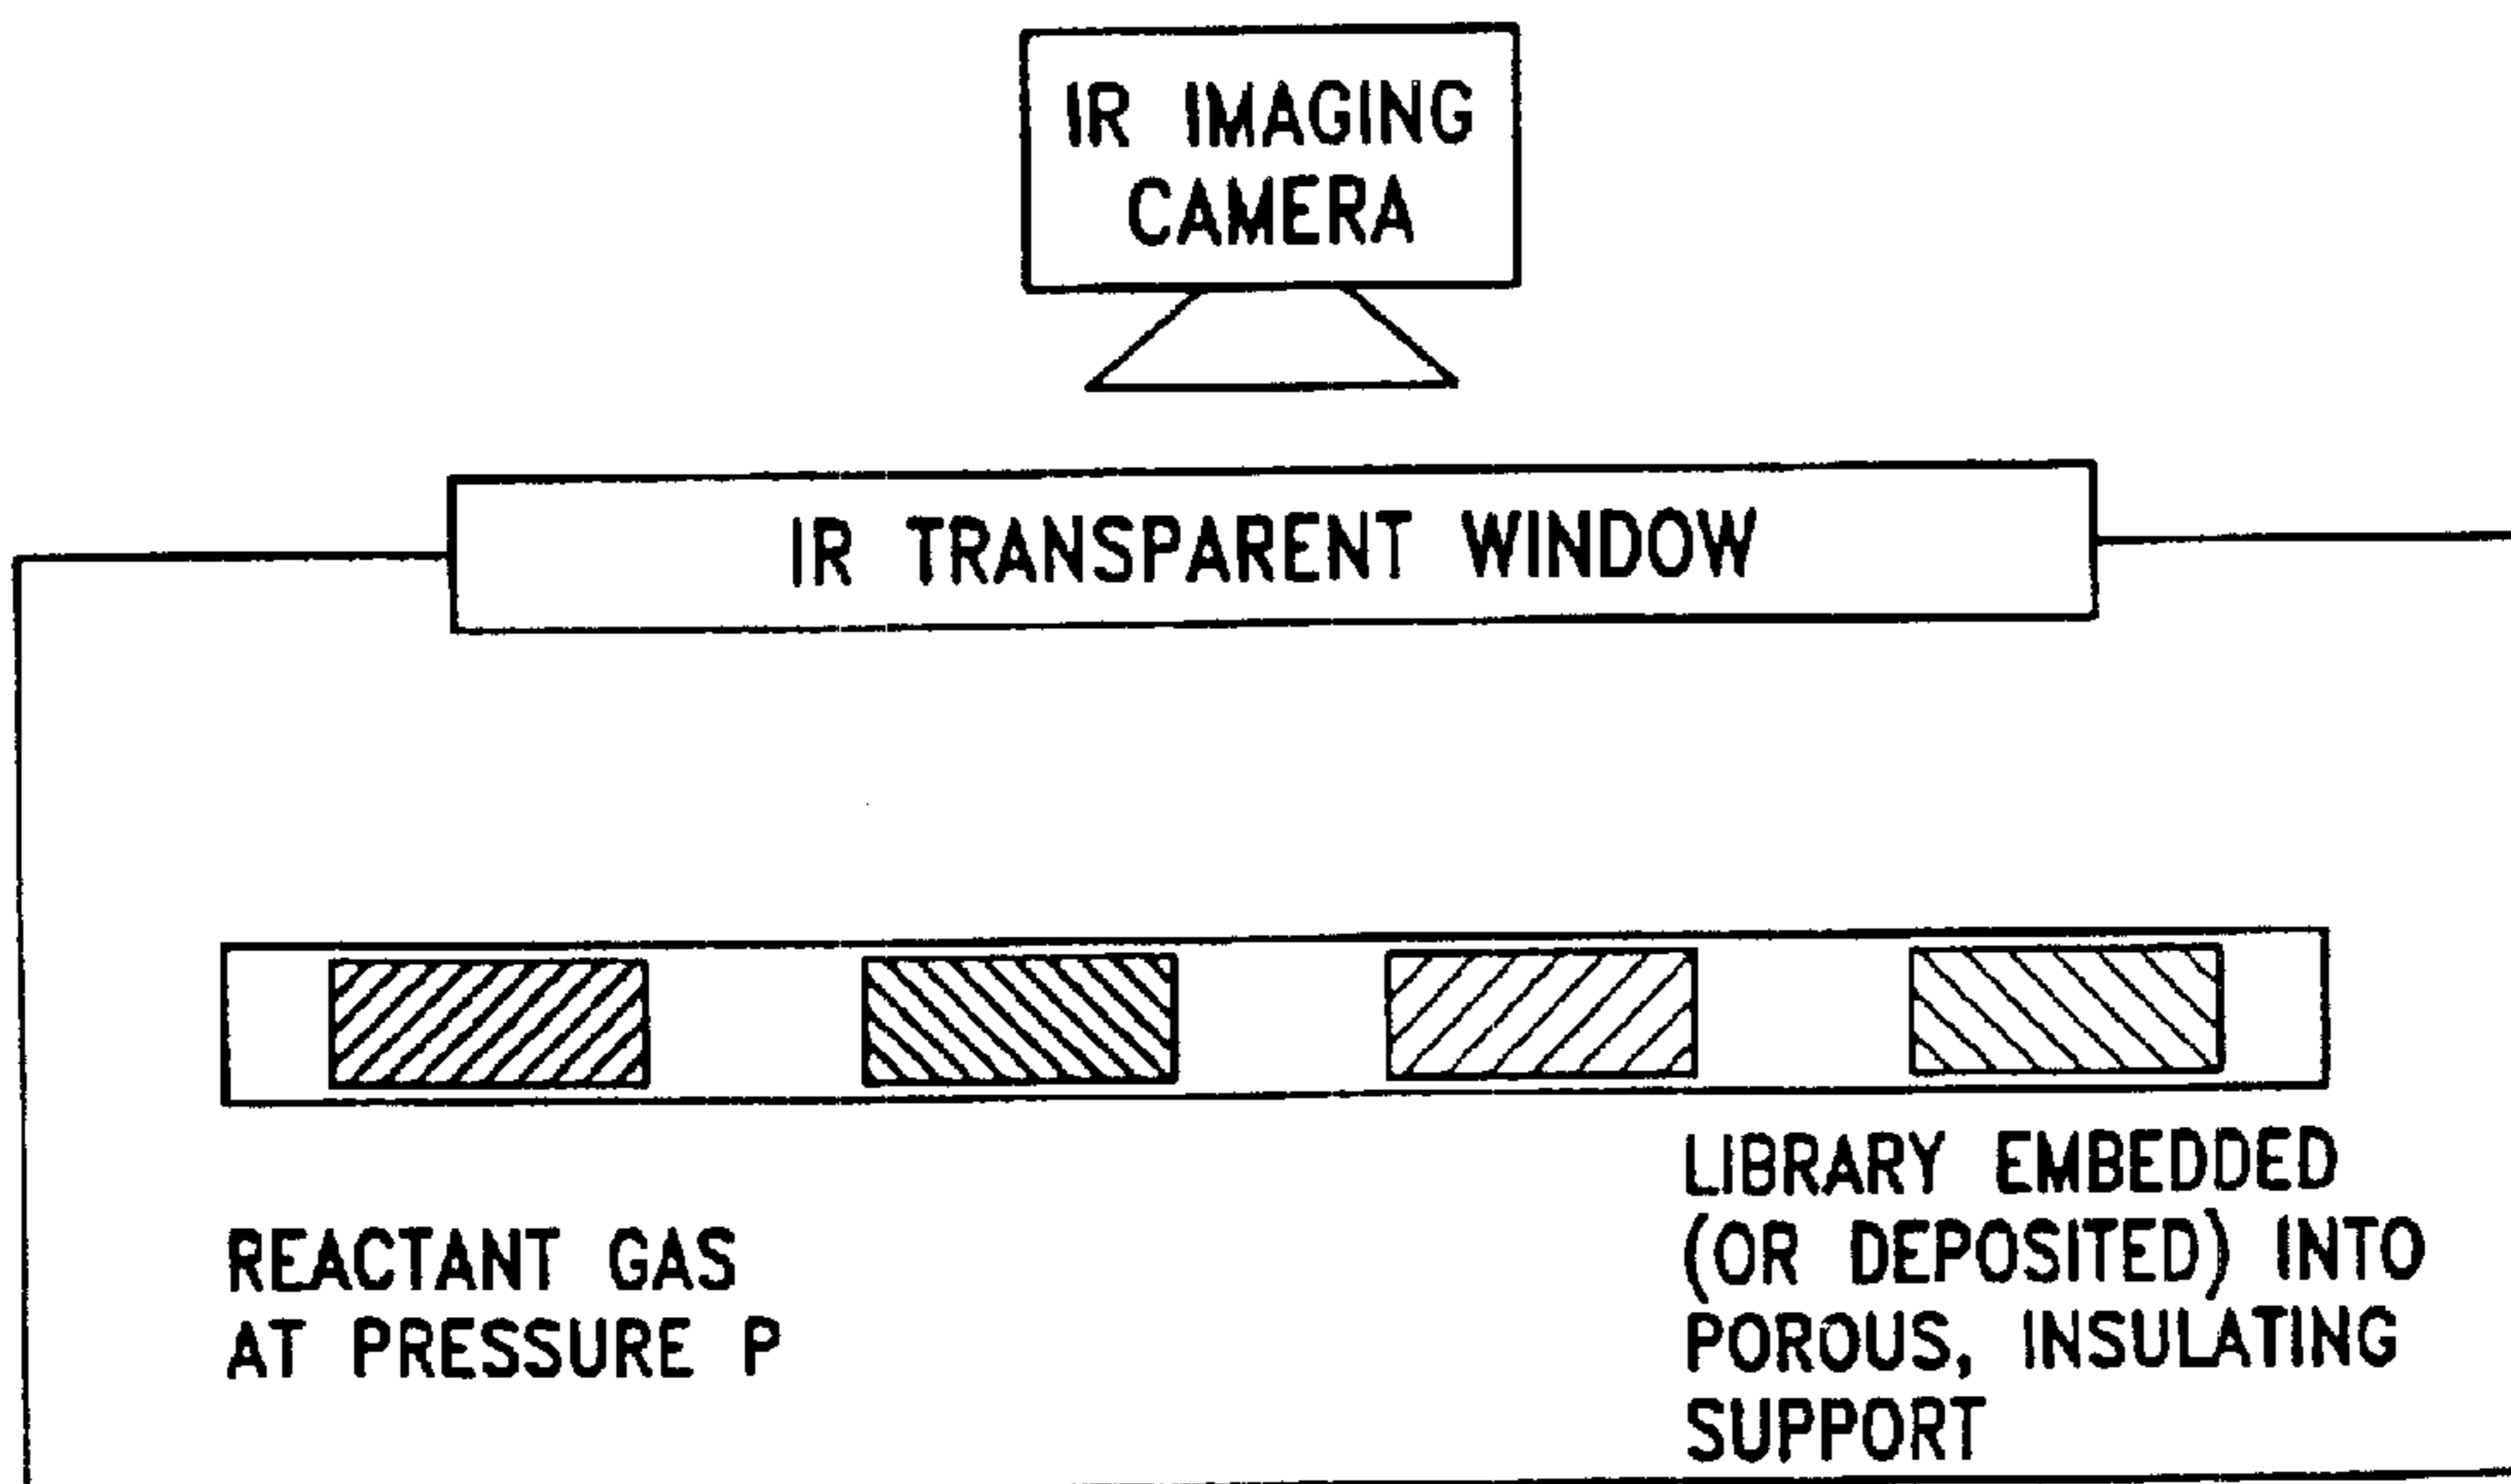 IR IMAGING
CAMERA
IR TRANSPARENT WINDOW
REACTANT GAS
AT PRESSURE P
LIBRARY EMBEDDED
(OR DEPOSITED) INTO
POROUS, INSULATING
SUPPORT